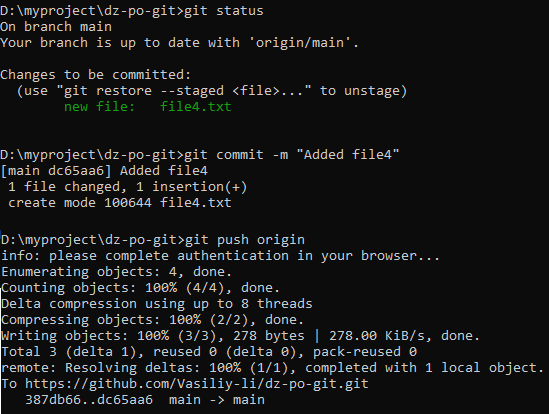 D:\myproject\dz-po-git>git status
On branch main
Your branch is up to date with 'origin/main'.
Changes to be committed:
  (use "git restore --staged <file>..." to unstage)
        new file:   file4.txt
D:\myproject\dz-po-git>git commit -m "Added file4"
[main dc65aa6] Added file4
 1 file changed, 1 insertion(+)
 create mode 100644 file4.txt
D:\myproject\dz-po-git>git push origin
info: please complete authentication in your browser...
Enumerating objects: 4, done.
Counting objects: 100% (4/4), done.
Delta compression using up to 8 threads
Compressing objects: 100% (2/2), done.
Writing objects: 100% (3/3), 278 bytes | 278.00 KiB/s, done.
Total 3 (delta 1), reused 0 (delta 0), pack-reused 0
remote: Resolving deltas: 100% (1/1), completed with 1 local object.
To https://github.com/Vasiliy-li/dz-po-git.git
   387db66..dc65aa6  main -> main